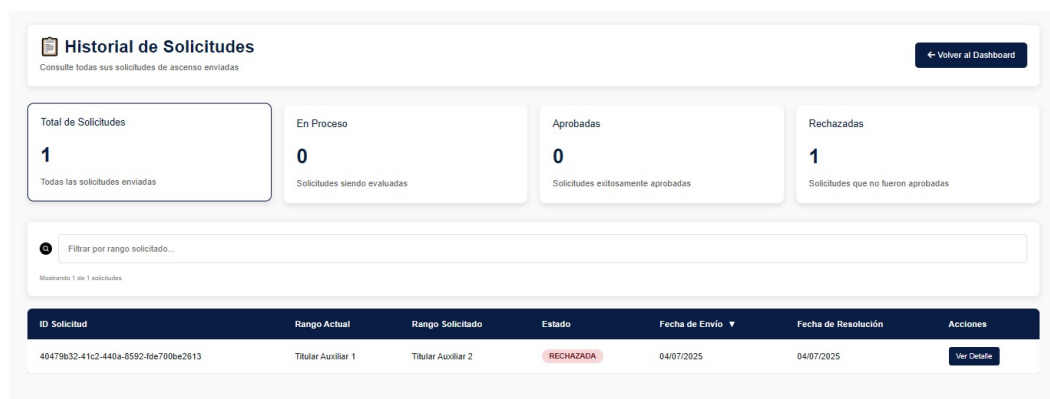 Historial de Solicitudes
Consulte todas sus solicitudes de ascenso enviadas
← Volver al Dashboard
Total de Solicitudes
1
Todas las solicitudes enviadas
En Proceso
0
Solicitudes siendo evaluadas
Aprobadas
0
Solicitudes exitosamente aprobadas
Rechazadas
1
Solicitudes que no fueron aprobadas
Filtrar por rango solicitado...
Mostrando 1 de 1 solicitudes
ID Solicitud Rango Actual Rango Solicitado Estado Fecha de Envío ▼ Fecha de Resolución Acciones
40479b32-41c2-440a-8592-fde700be2613 Titular Auxiliar 1 Titular Auxiliar 2 RECHAZADA 04/07/2025 04/07/2025 Ver Detalle